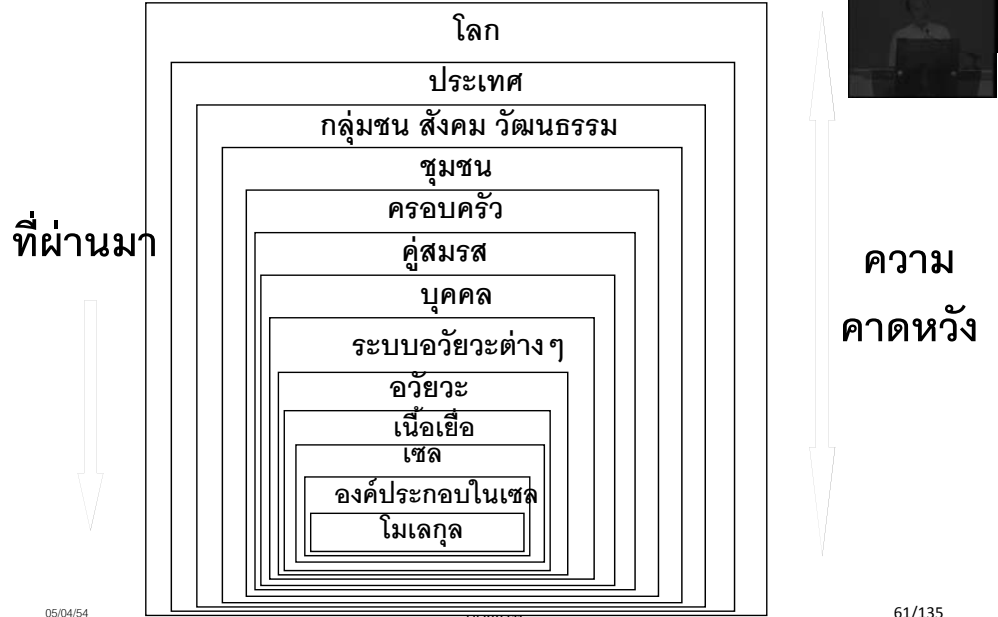 โลก
ประเทศ
กลุ่มชน สังคม วัฒนธรรม
ชุมชน
ครอบครัว
คู่สมรส
บุคคล
ระบบอวัยวะต่าง ๆ
อวัยวะ
เนื้อเยื่อ
เซล
องค์ประกอบในเซล
โมเลกุล
ที่ผ่านมา
ความ
คาดหวัง
05/04/54
61/135